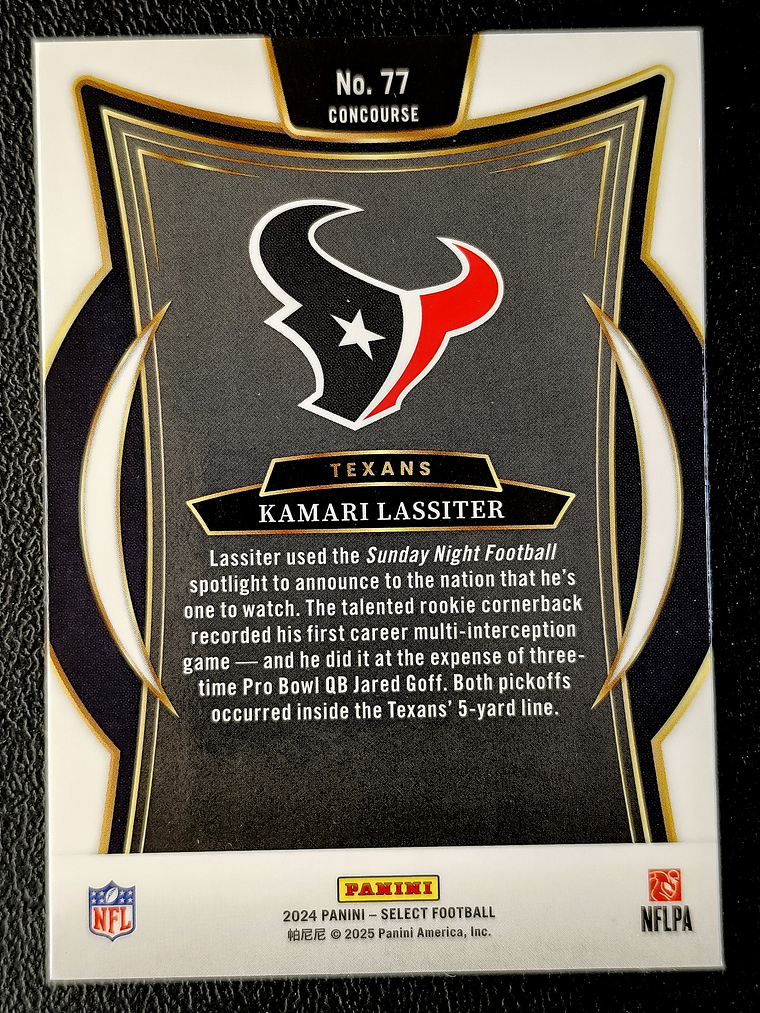 No. 77
CONCOURSE
TEXANS
KAMARI LASSITER
Lassiter used the Sunday Night Football
spotlight to announce to the nation that he's
one to watch. The talented rookie cornerback
recorded his first career multi-interception
game — and he did it at the expense of three-
time Pro Bowl QB Jared Goff. Both pickoffs
occurred inside the Texans' 5-yard line.
NFL
PANINI
2024 PANINI – SELECT FOOTBALL
帕尼尼 © 2025 Panini America, Inc.
NFLPA